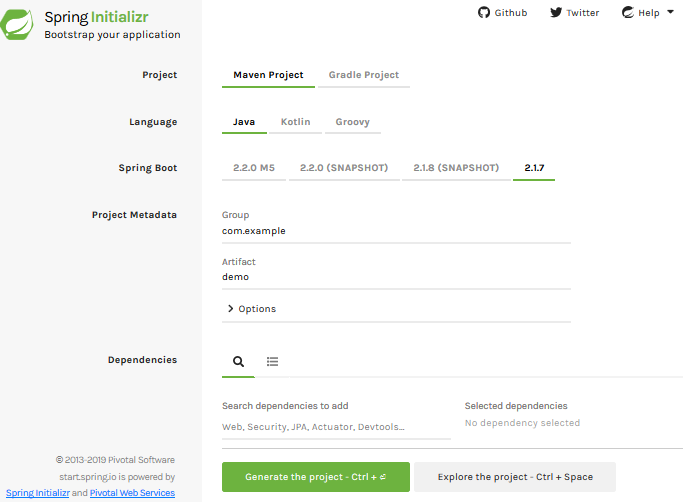 Spring Initializr
Bootstrap your application
Github Twitter Help
Project
Maven Project Gradle Project
Language
Java Kotlin Groovy
Spring Boot
2.2.0 M5 2.2.0 (SNAPSHOT) 2.1.8 (SNAPSHOT) 2.1.7
Project Metadata
Group
com.example
Artifact
demo
Options
Dependencies
Search dependencies to add
Web, Security, JPA, Actuator, Devtools...
Selected dependencies
No dependency selected
© 2013-2019 Pivotal Software
start.spring.io is powered by
Spring Initializr and Pivotal Web Services
Generate the project - Ctrl + ⏎
Explore the project - Ctrl + Space